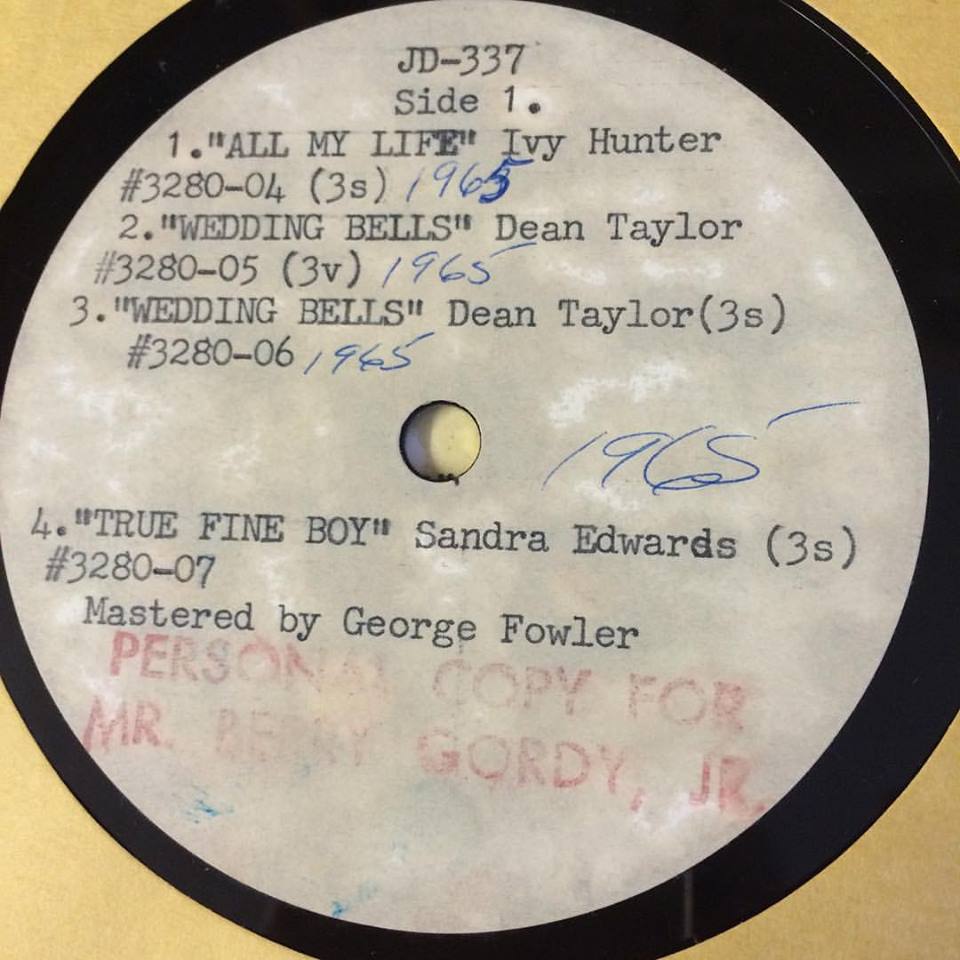 JD-337
Side 1.
1."ALL MY LIFE" Ivy Hunter
#3280-04 (3s) 1965
2."WEDDING BELLS" Dean Taylor
#3280-05 (3v) 1965
3."WEDDING BELLS" Dean Taylor(3s)
#3280-06 1965
1965
4."TRUE FINE BOY" Sandra Edwards (3s)
#3280-07
Mastered by George Fowler
PERSONAL COPY FOR
MR. BERRY GORDY, JR.